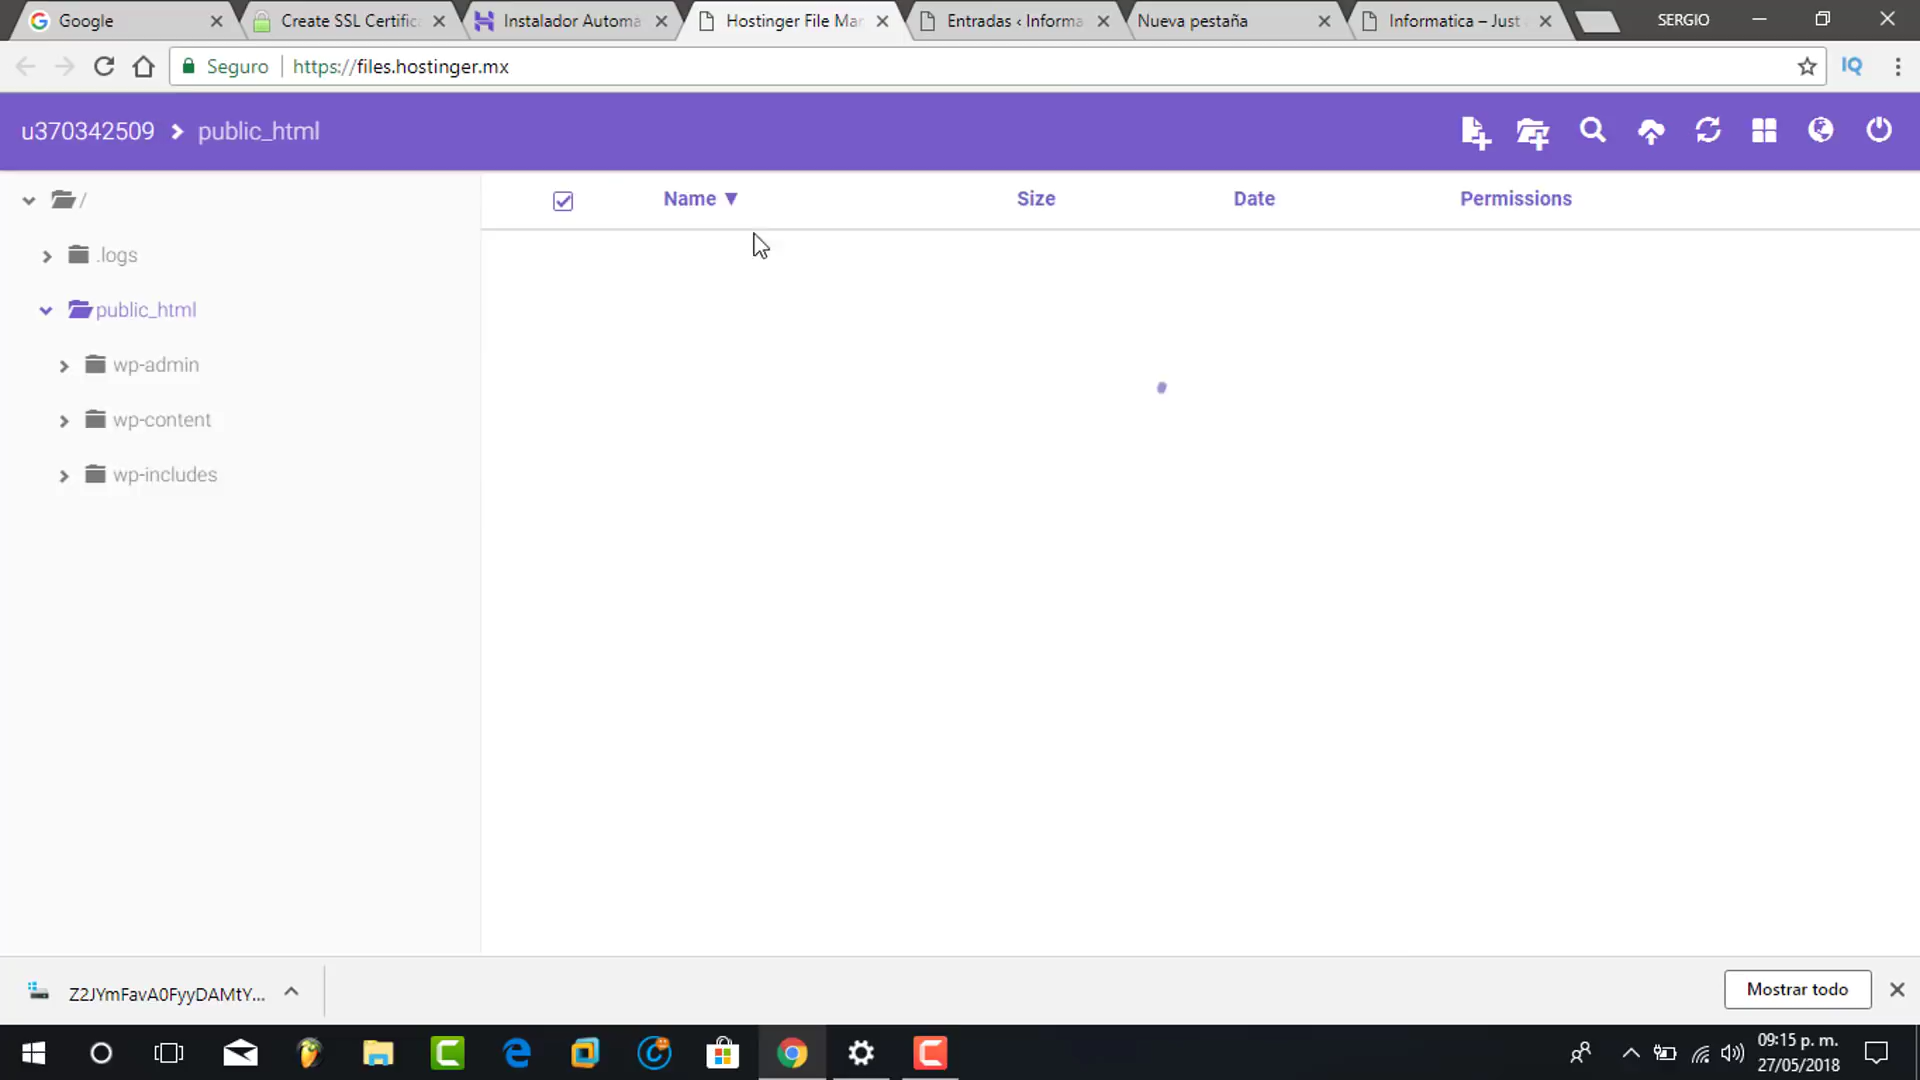 Google
Create SSL Certific
Instalador Automa
Hostinger File Mar
Entradas ‹ Informa
Nueva pestaña
Informatica – Just
SERGIO
Seguro
https://files.hostinger.mx
IQ
u370342509
public_html
/
.logs
public_html
wp-admin
wp-content
wp-includes
Name ▼
Size
Date
Permissions
Z2JYmFavA0FyyDAMtY...
Mostrar todo
09:15 p. m.
27/05/2018